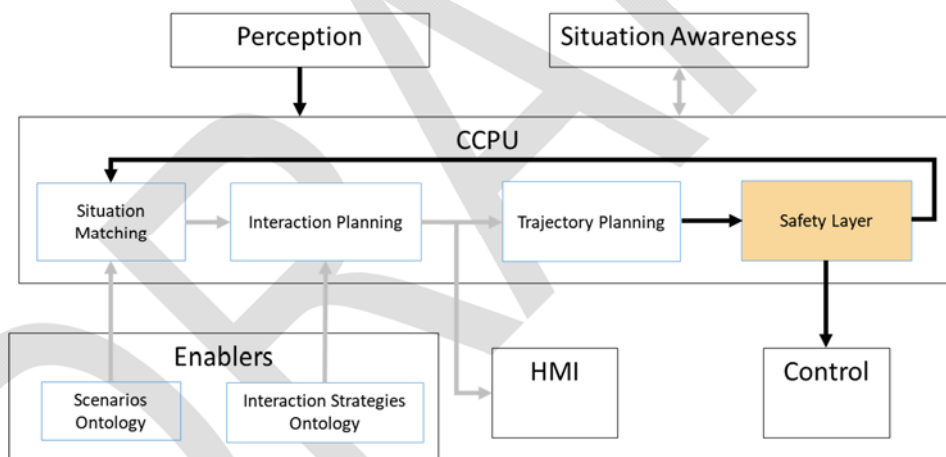 Perception
Situation Awareness
CCPU
Situation
Matching
Interaction Planning
Trajectory Planning
Safety Layer
Enablers
Scenarios
Ontology
Interaction Strategies
Ontology
HMI
Control